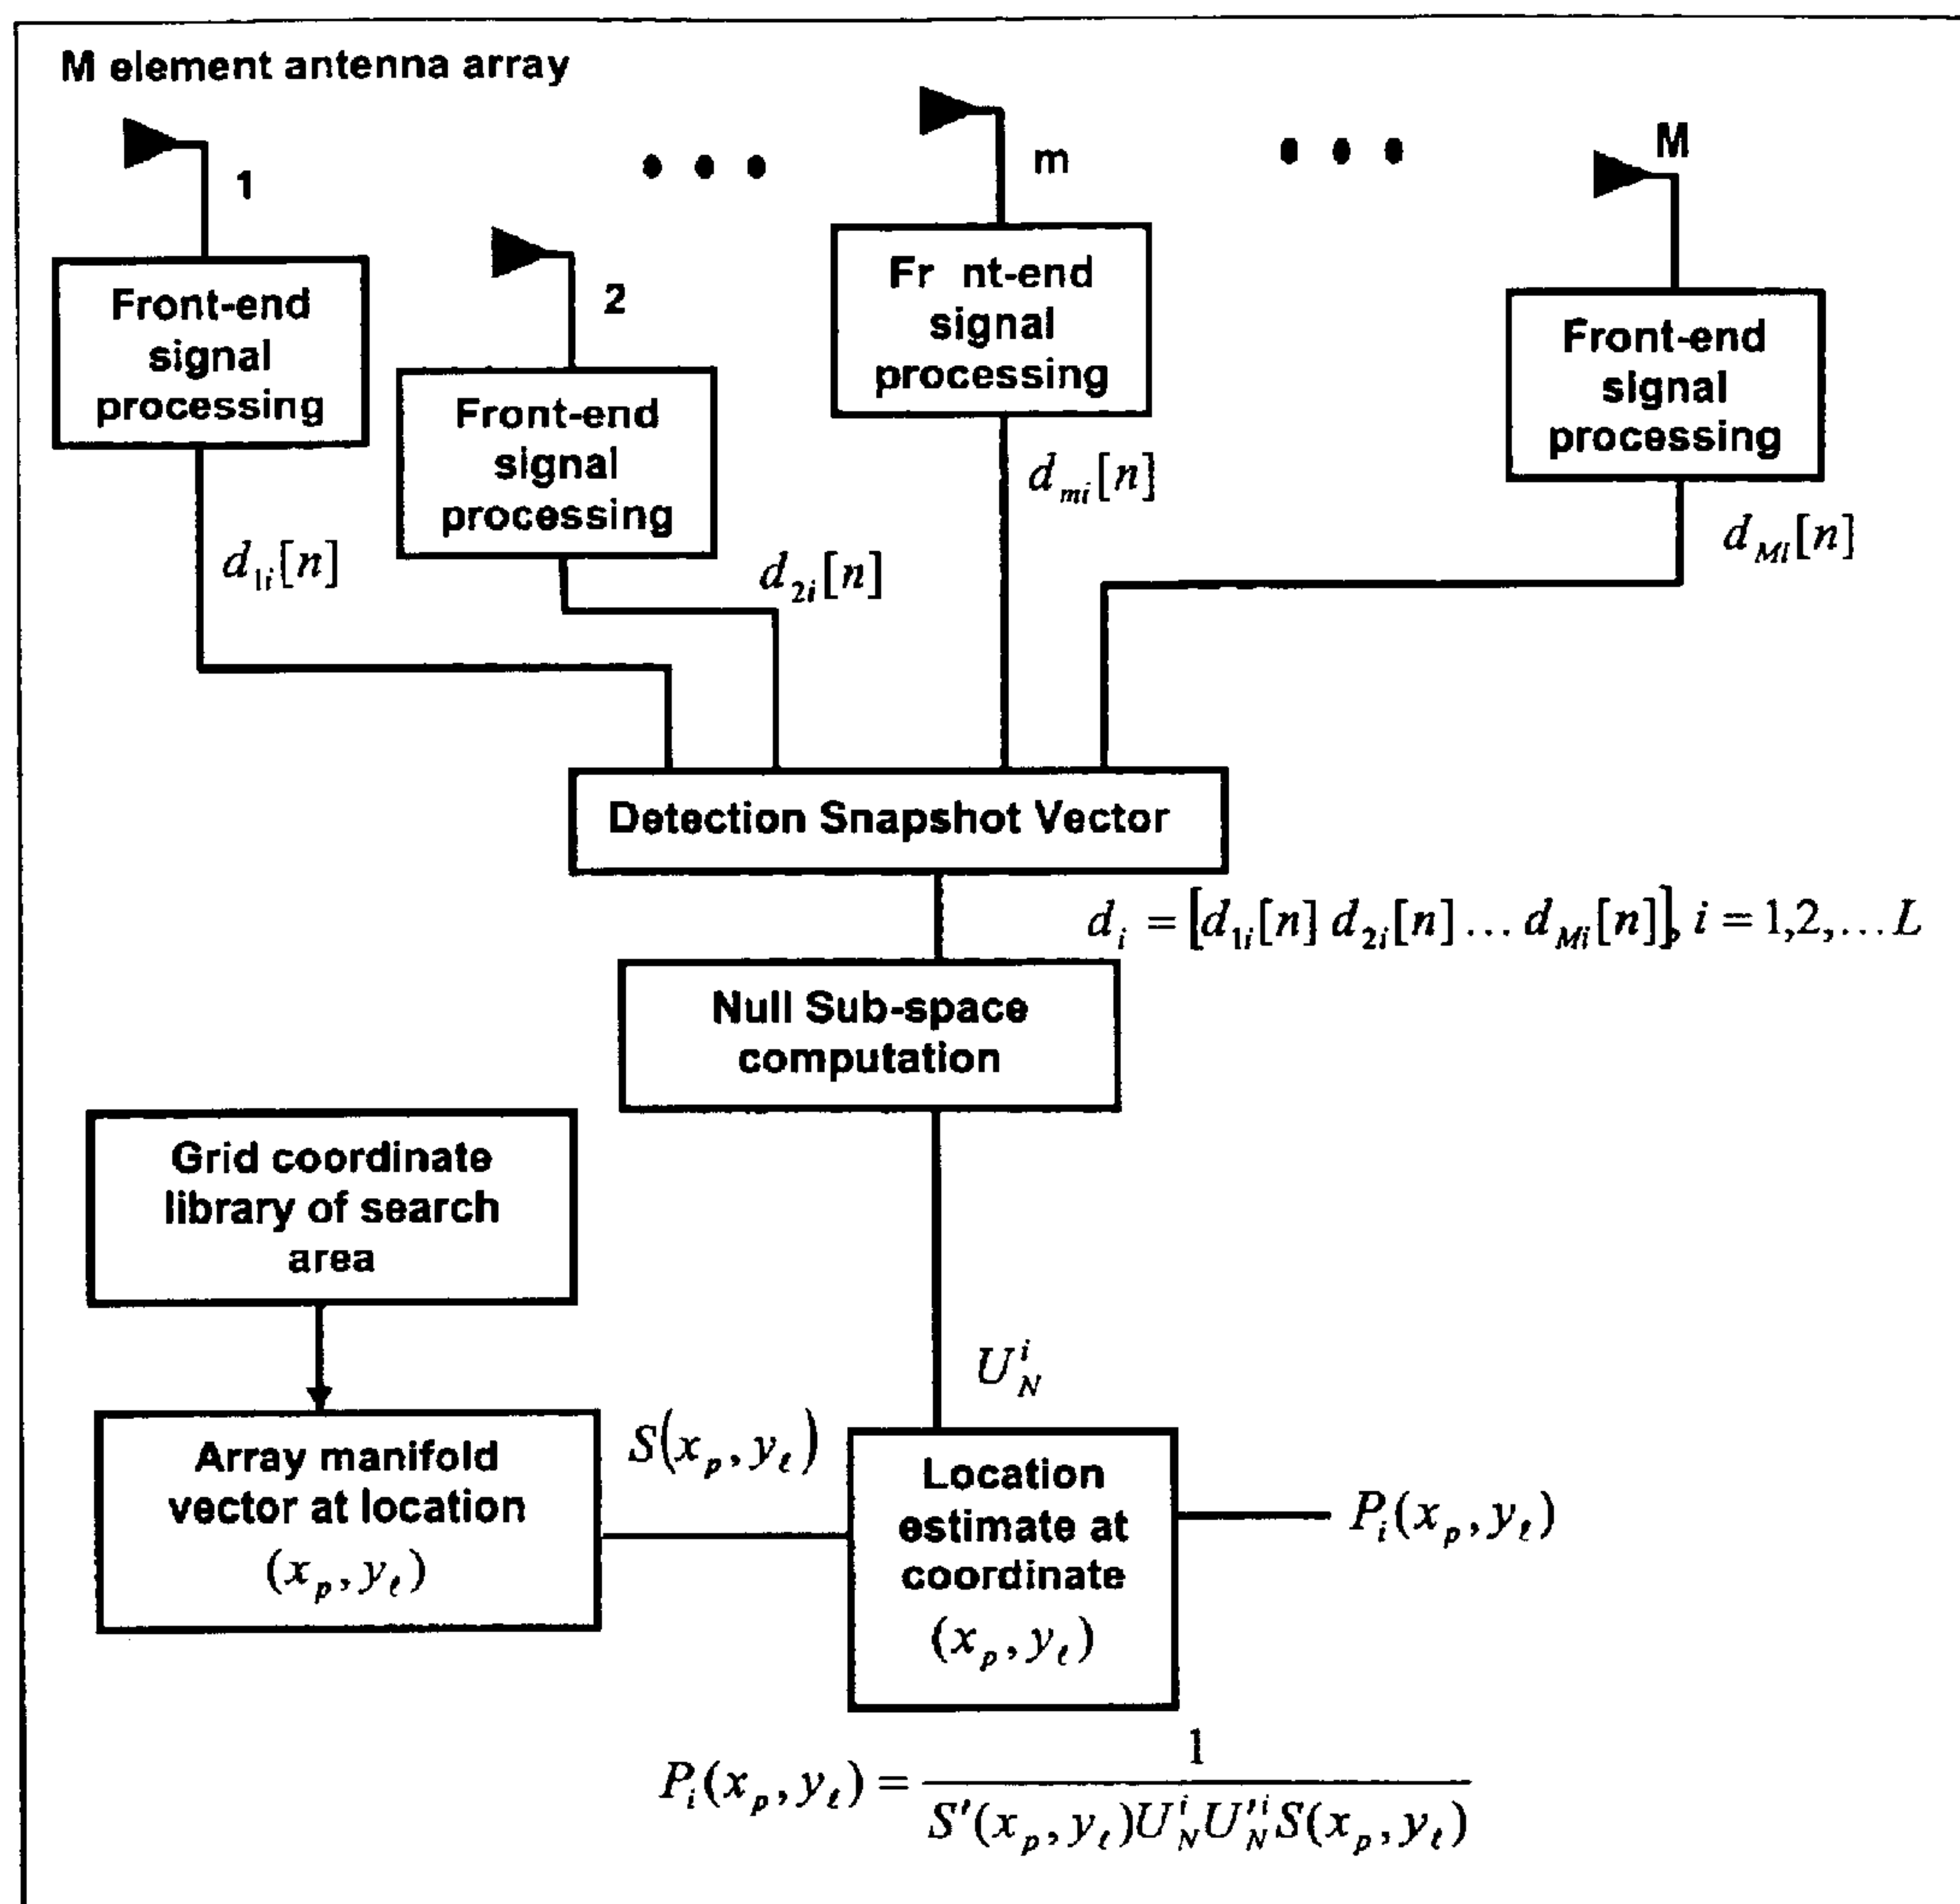 M element antenna array
1
2
m
M
Front-end
signal
processing
Front-end
signal
processing
Fr nt-end
signal
processing
Front-end
signal
processing
d_{1i}[n]
d_{2i}[n]
d_{mi}[n]
d_{Mi}[n]
Detection Snapshot Vector
d_i = [d_{1i}[n] d_{2i}[n] … d_{Mi}[n]], i = 1,2,…L
Null Sub-space
computation
Grid coordinate
library of search
area
U_N^i
Array manifold
vector at location
(x_p, y_ℓ)
S(x_p, y_ℓ)
Location
estimate at
coordinate
(x_p, y_ℓ)
P_i(x_p, y_ℓ)
P_i(x_p, y_ℓ) = \frac{1}{S'(x_p, y_ℓ)U_N^i U_N'^i S(x_p, y_ℓ)}